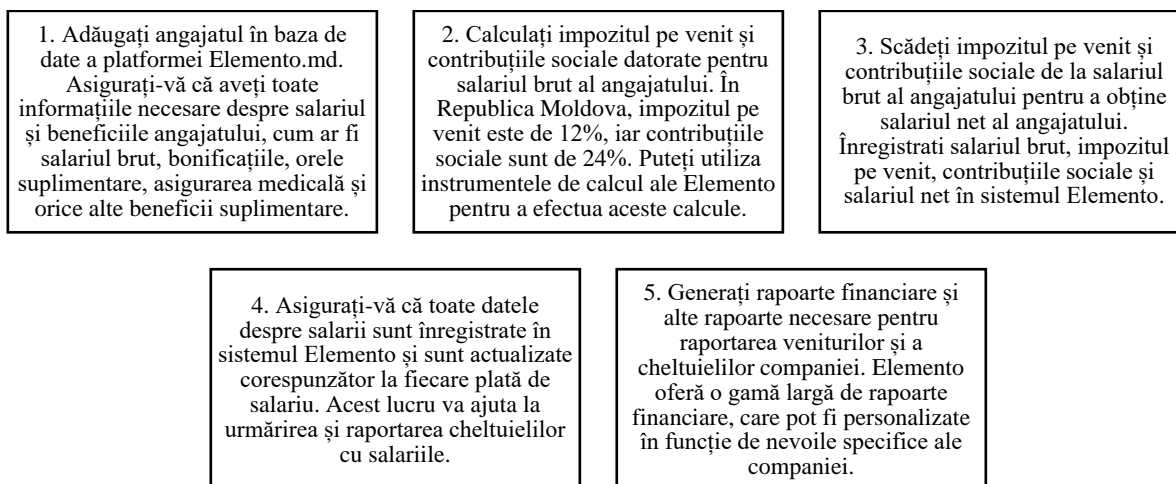 1. Adăugați angajatul în baza de
date a platformei Elemento.md.
Asigurați-vă că aveți toate
informațiile necesare despre salariul
și beneficiile angajatului, cum ar fi
salariul brut, bonificațiile, orele
suplimentare, asigurarea medicală și
orice alte beneficii suplimentare.
2. Calculați impozitul pe venit și
contribuțiile sociale datorate pentru
salariul brut al angajatului. În
Republica Moldova, impozitul pe
venit este de 12%, iar contribuțiile
sociale sunt de 24%. Puteți utiliza
instrumentele de calcul ale Elemento
pentru a efectua aceste calcule.
3. Scădeți impozitul pe venit și
contribuțiile sociale de la salariul
brut al angajatului pentru a obține
salariul net al angajatului.
Înregistrati salariul brut, impozitul
pe venit, contribuțiile sociale și
salariul net în sistemul Elemento.
4. Asigurați-vă că toate datele
despre salarii sunt înregistrate în
sistemul Elemento și sunt actualizate
corespunzător la fiecare plată de
salariu. Acest lucru va ajuta la
urmărirea și raportarea cheltuielilor
cu salariile.
5. Generați rapoarte financiare și
alte rapoarte necesare pentru
raportarea veniturilor și a
cheltuielilor companiei. Elemento
oferă o gamă largă de rapoarte
financiare, care pot fi personalizate
în funcție de nevoile specifice ale
companiei.